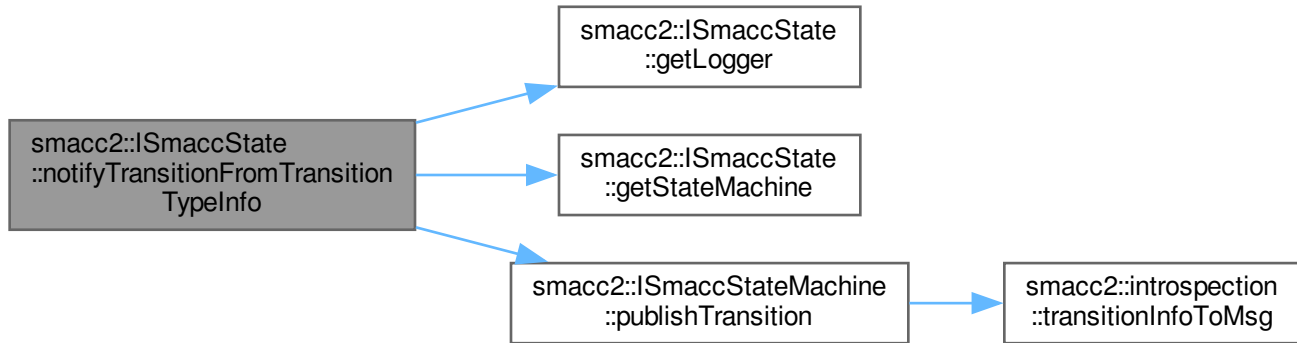 smacc2::ISmaccState
::getLogger
smacc2::ISmaccState
::notifyTransitionFromTransition
TypeInfo
smacc2::ISmaccState
::getStateMachine
smacc2::ISmaccStateMachine
::publishTransition
smacc2::introspection
::transitionInfoToMsg